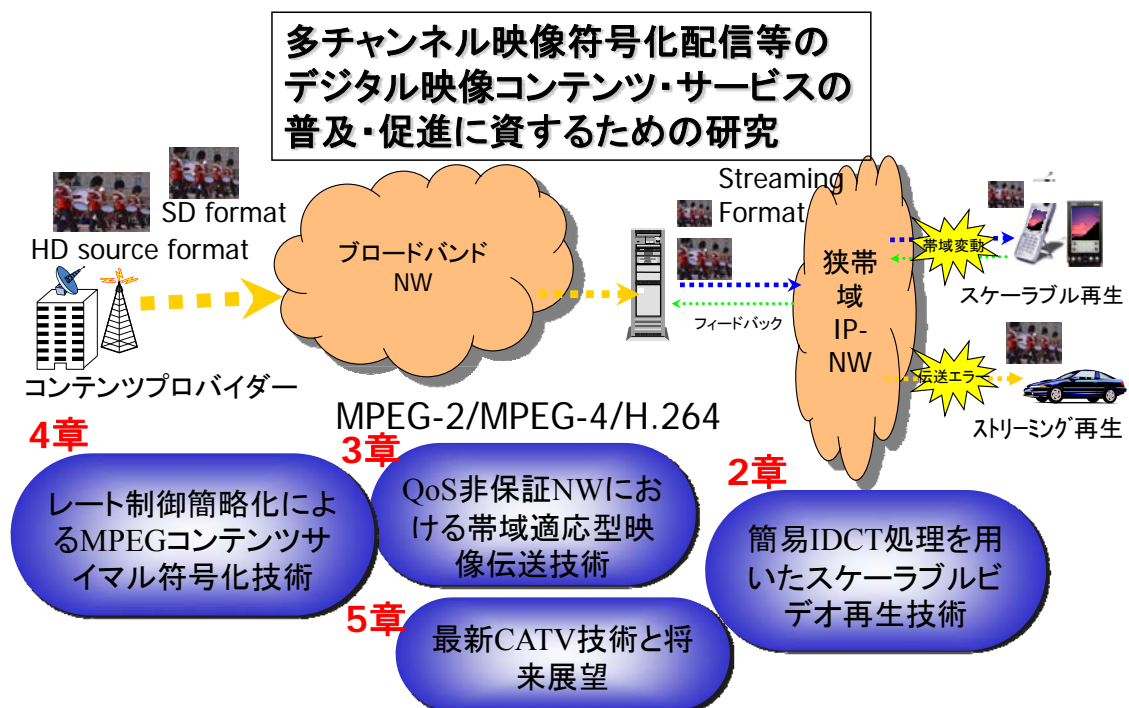 多チャンネル映像符号化配信等の
デジタル映像コンテンツ・サービスの
普及・促進に資するための研究
SD format
HD source format
コンテンツプロバイダー
ブロードバンド
NW
Streaming
Format
フィードバック
狭帯
域
IP-
NW
帯域変動
スケーラブル再生
伝送エラー
ストリーミング再生
MPEG-2/MPEG-4/H.264
4章
レート制御簡略化によ
るMPEGコンテンツサ
イマル符号化技術
3章
QoS非保証NWにお
ける帯域適応型映
像伝送技術
2章
簡易IDCT処理を用
いたスケーラブルビ
デオ再生技術
5章
最新CATV技術と将
来展望